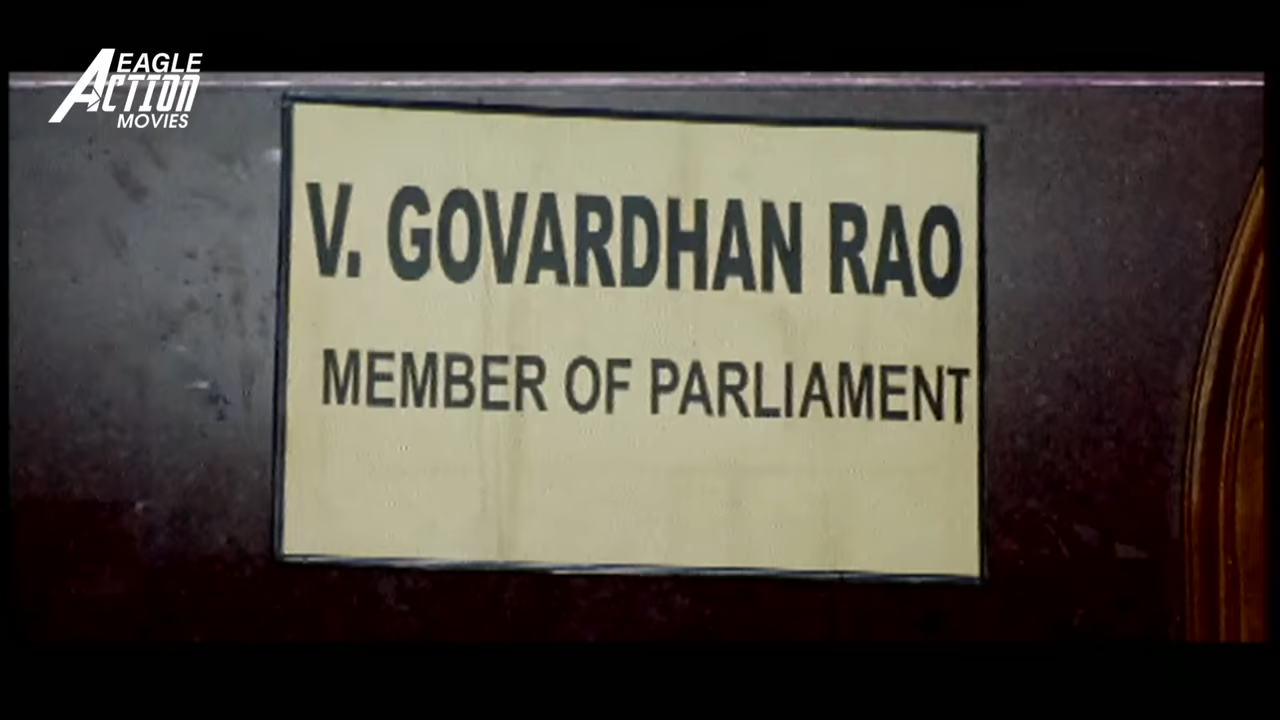 EAGLE
ACTION
MOVIES
V. GOVARDHAN RAO
MEMBER OF PARLIAMENT